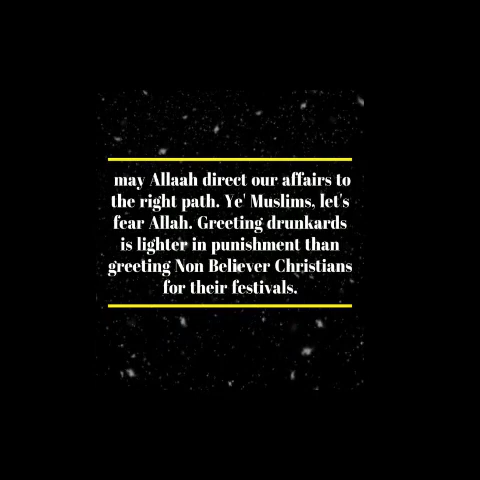 may Allaah direct our affairs to
the right path. Ye' Muslims, let's
fear Allah. Greeting drunkards
is lighter in punishment than
greeting Non Believer Christians
for their festivals.